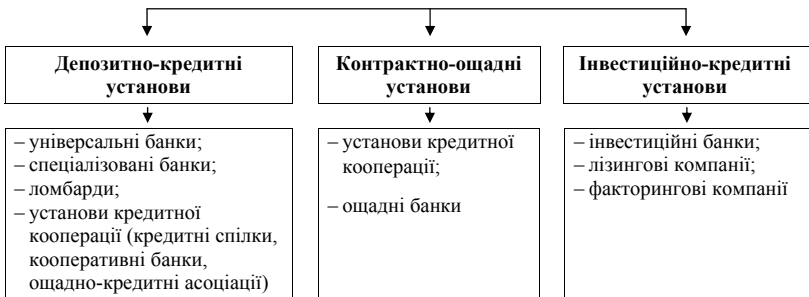 Депозитно-кредитні
установи
– універсальні банки;
– спеціалізовані банки;
– ломбарди;
– установи кредитної
кооперації (кредитні спілки,
кооперативні банки,
ощадно-кредитні асоціації)
Контрактно-ощадні
установи
– установи кредитної
кооперації;
– ощадні банки
Інвестиційно-кредитні
установи
– інвестиційні банки;
– лізингові компанії;
– факторингові компанії